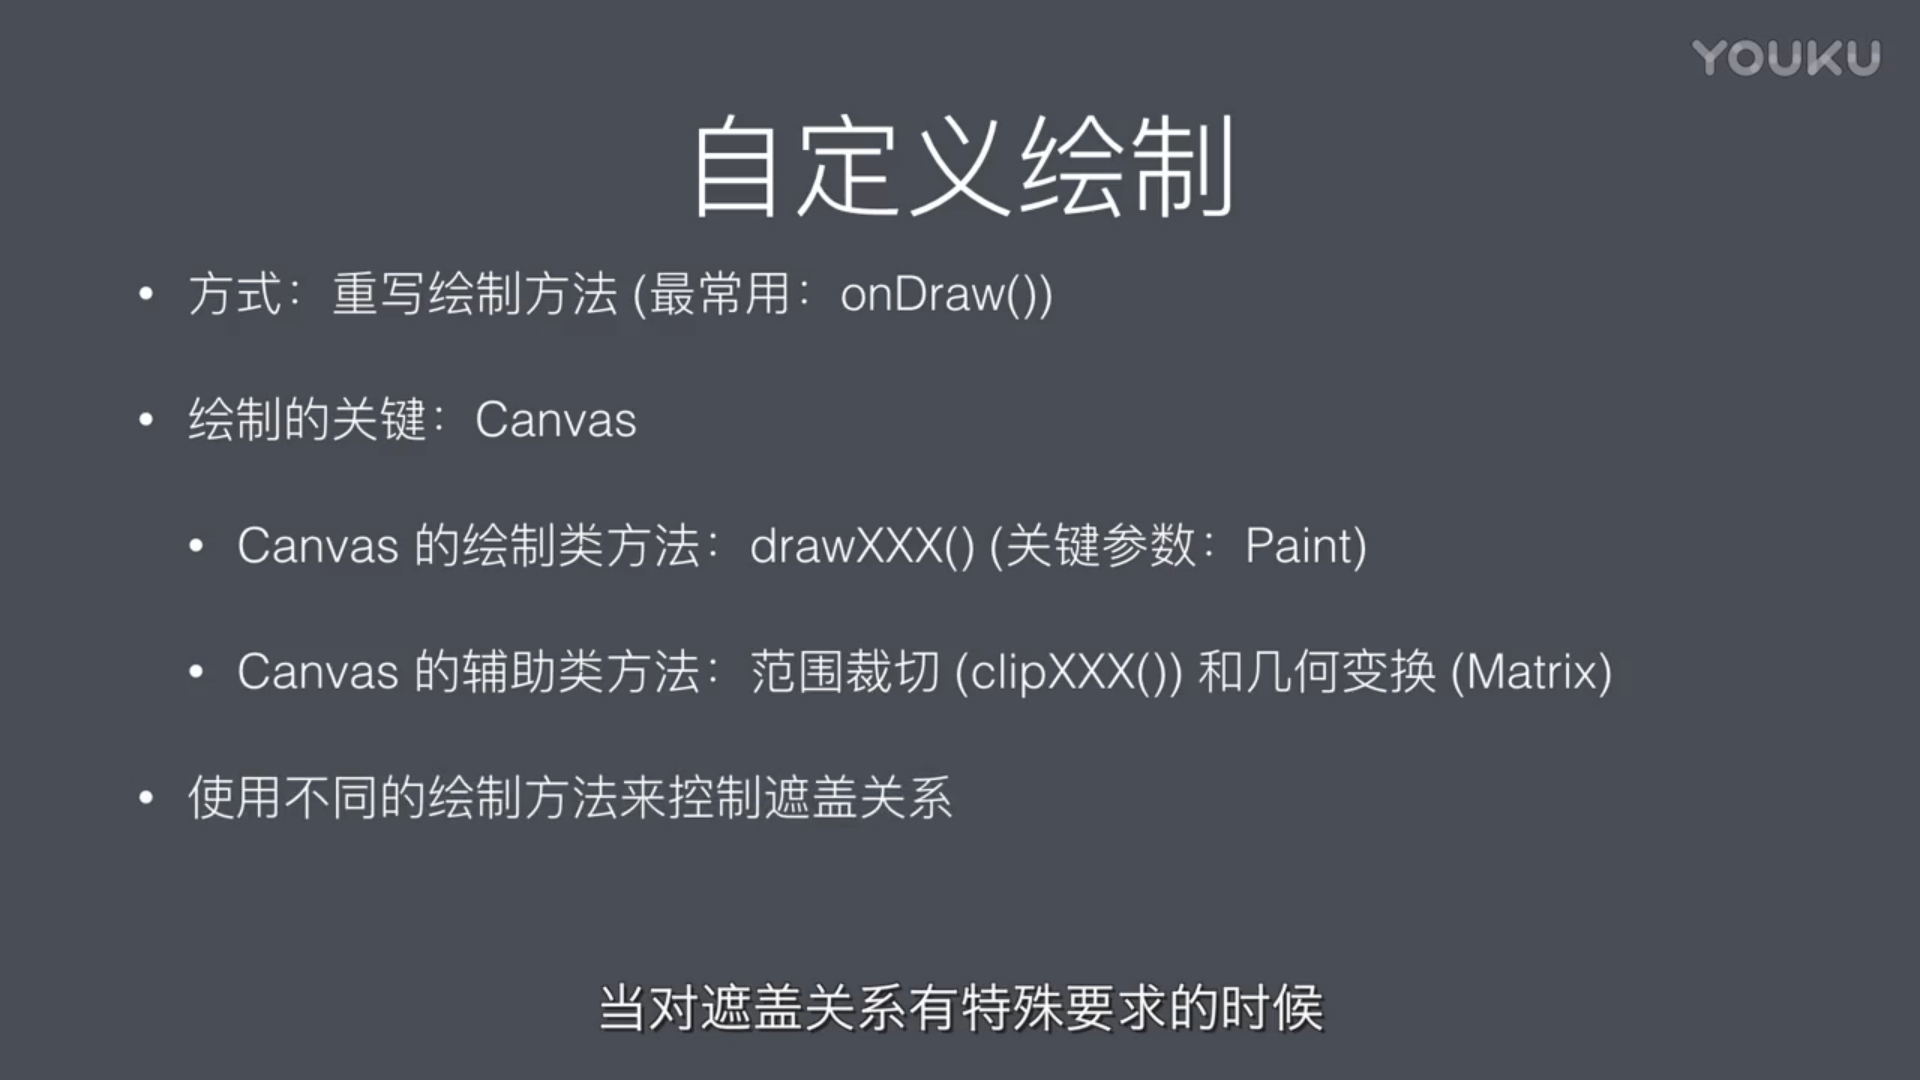 YOUKU
自定义绘制
• 方式：重写绘制方法 (最常用：onDraw())
• 绘制的关键：Canvas
• Canvas 的绘制类方法：drawXXX() (关键参数：Paint)
• Canvas 的辅助类方法：范围裁切 (clipXXX()) 和几何变换 (Matrix)
• 使用不同的绘制方法来控制遮盖关系
当对遮盖关系有特殊要求的时候